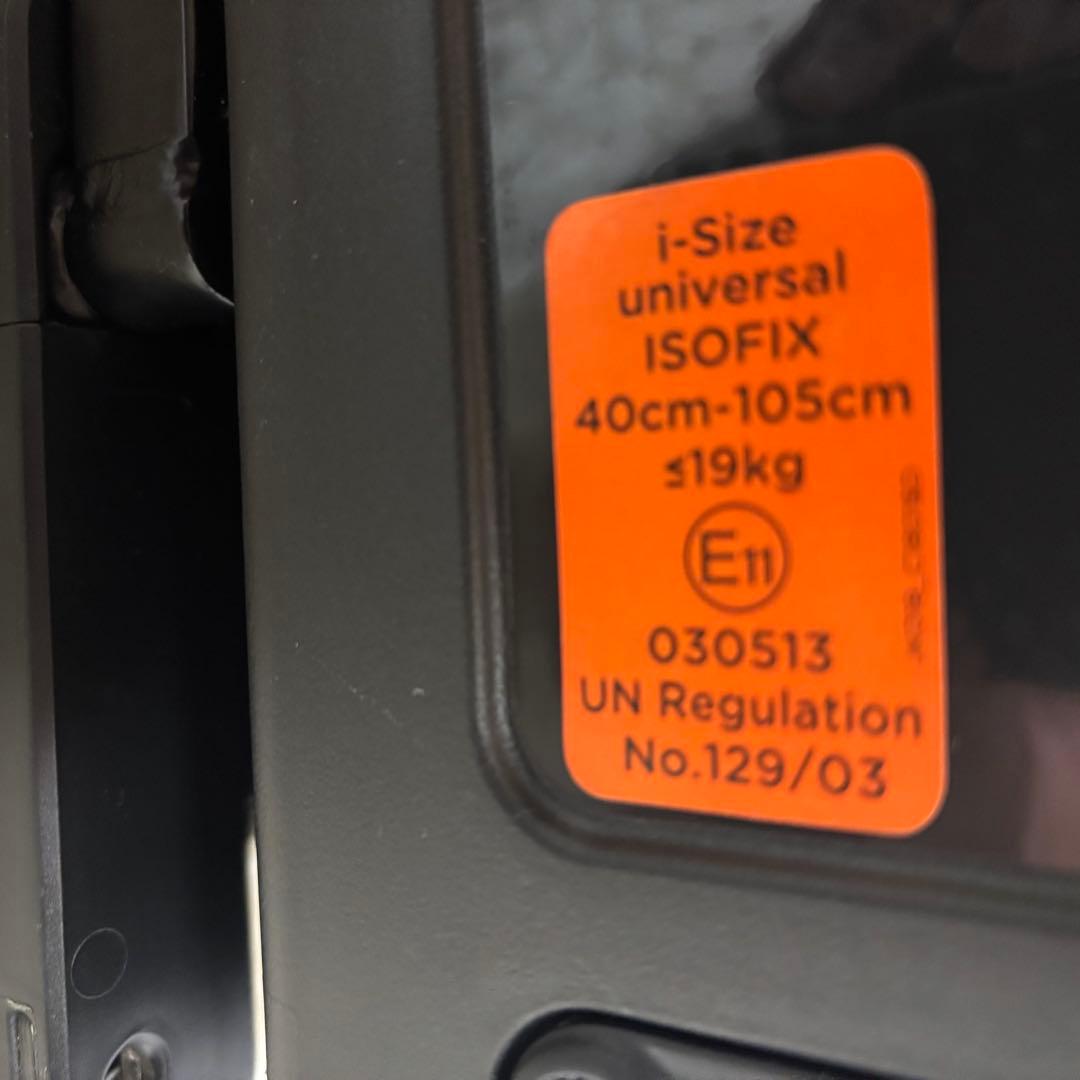 i-Size
universal
ISOFIX
40cm-105cm
≤19kg
E11
030513
UN Regulation
No.129/03